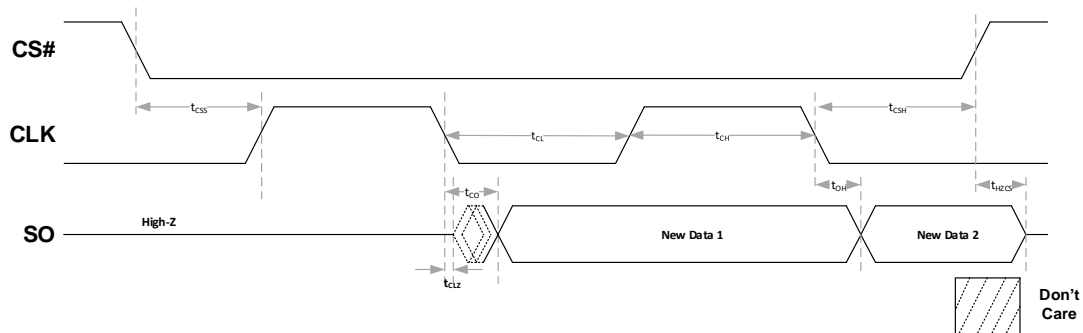 CS#
tCSS
tCSH
CLK
tCL
tCH
tCO
tOH
tHZCS
High-Z
SO
New Data 1
New Data 2
tCLZ
Don't
Care